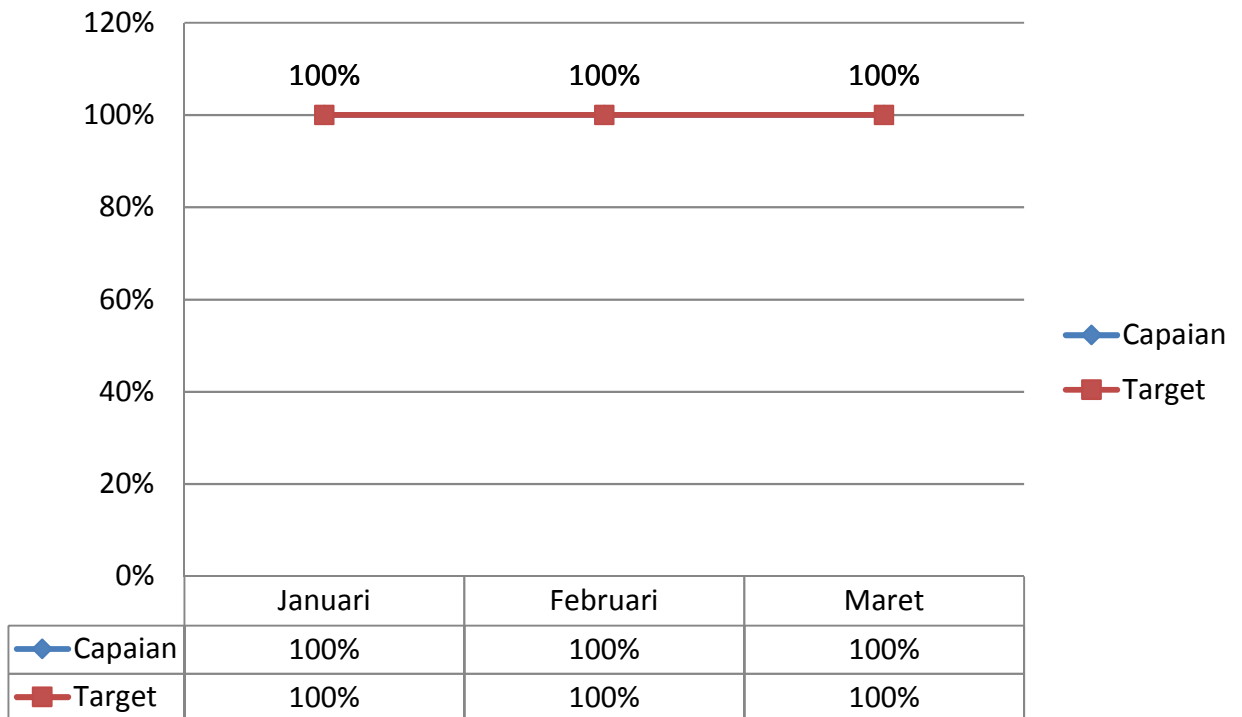 120%
100% 100% 100%
100%
80%
60%
Capaian
40%
Target
20%
0%
Januari Februari Maret
Capaian 100% 100% 100%
Target 100% 100% 100%